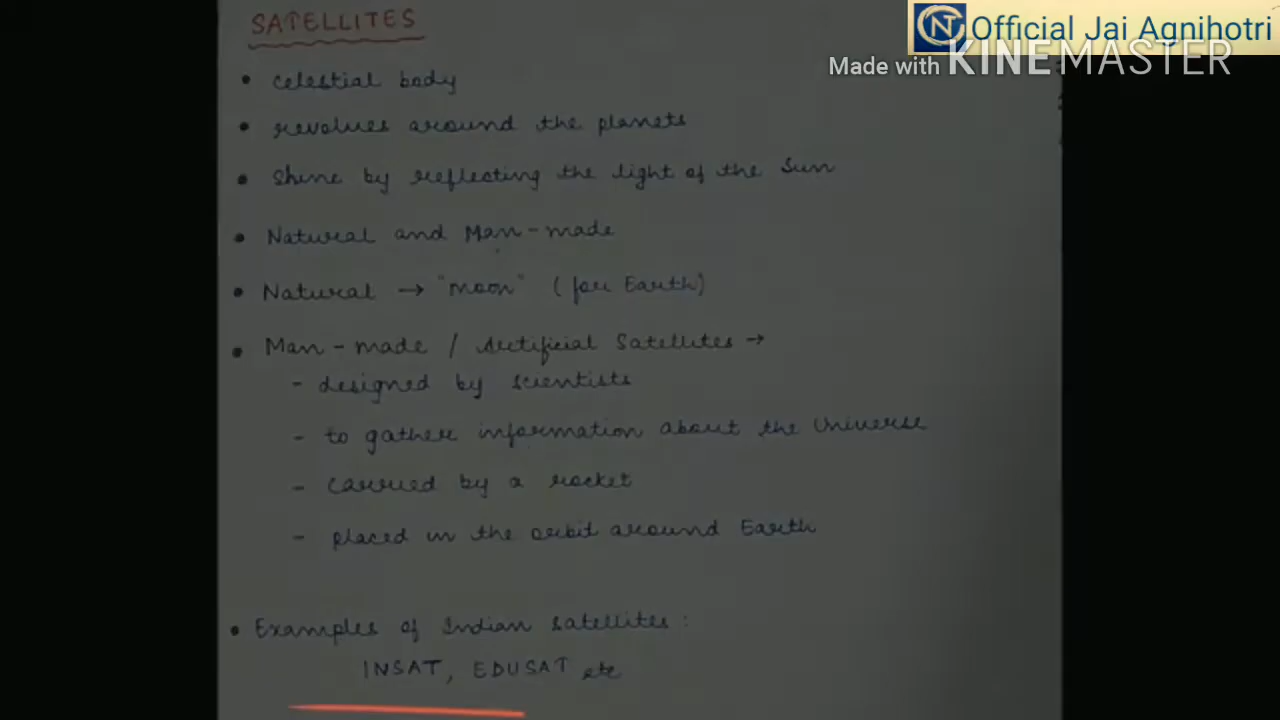 SATELLITES
Official Jai Agnihotri
Made with KINEMASTER
• celestial body
• revolves around the planets
• Shine by reflecting the light of the Sun
• Natural and Man-made
• Natural → "moon" (for Earth)
• Man-made / Artificial Satellites →
- designed by scientists
- to gather information about the Universe
- carried by a rocket
- placed in the orbit around Earth
• Examples of Indian satellites :
INSAT, EDUSAT etc